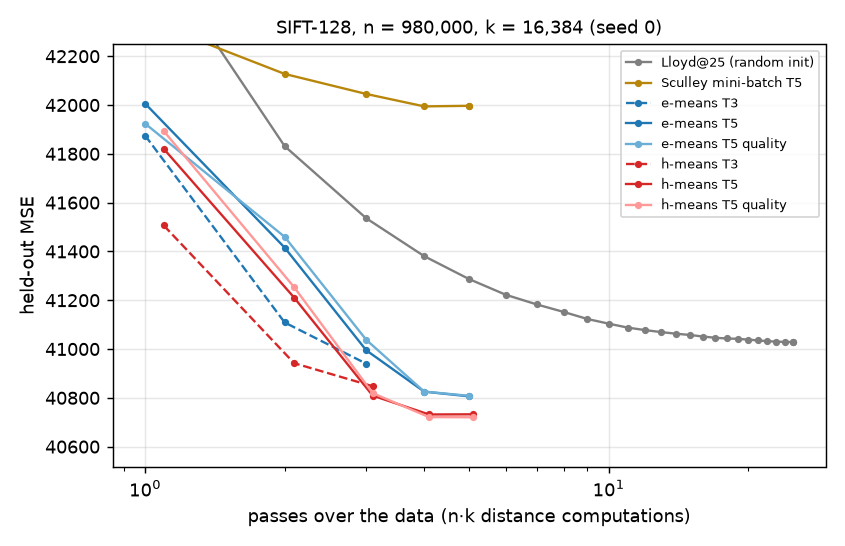 SIFT-128, n = 980,000, k = 16,384 (seed 0)
held-out MSE
42200
42000
41800
41600
41400
41200
41000
40800
40600
Lloyd@25 (random init)
Sculley mini-batch T5
e-means T3
e-means T5
e-means T5 quality
h-means T3
h-means T5
h-means T5 quality
10⁰
10¹
passes over the data (n·k distance computations)